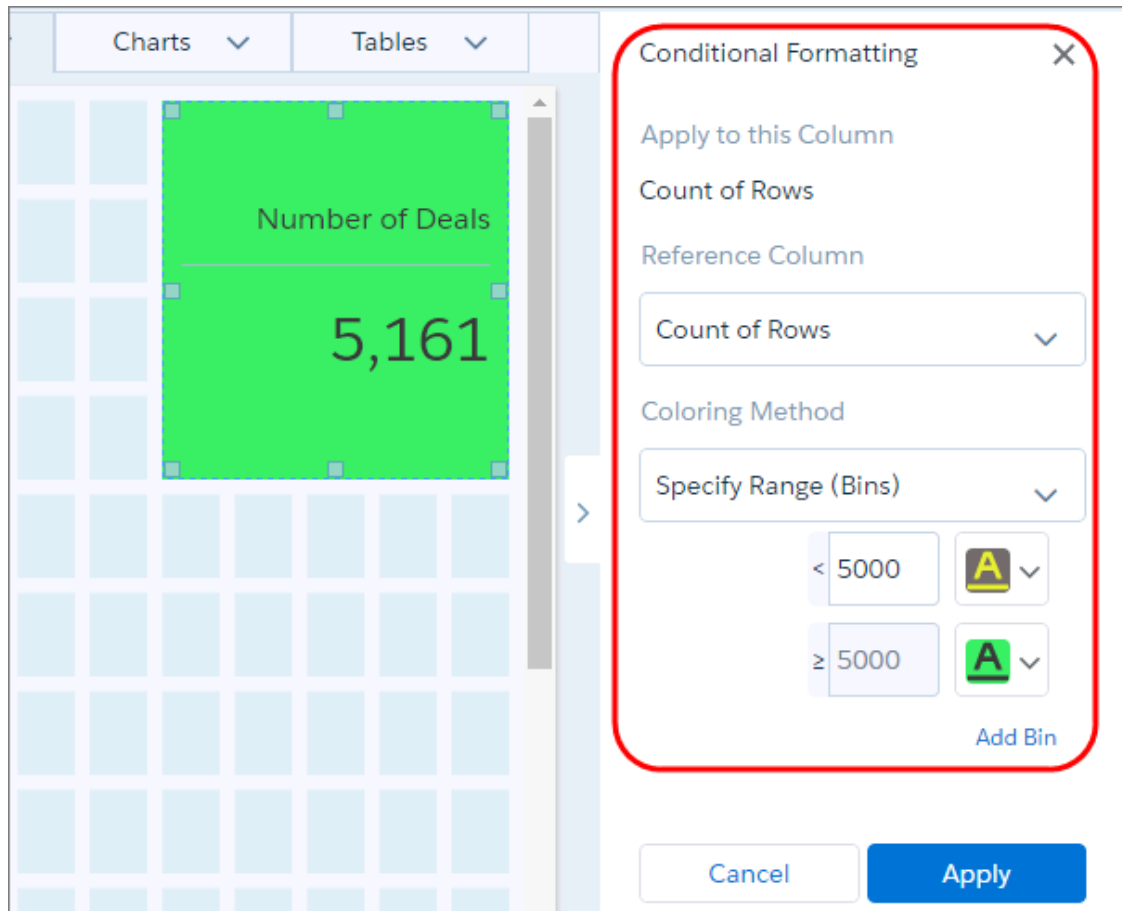 Charts
Tables
Number of Deals
5,161
Conditional Formatting
Apply to this Column
Count of Rows
Reference Column
Count of Rows
Coloring Method
Specify Range (Bins)
< 5000 A
≥ 5000 A
Add Bin
Cancel
Apply